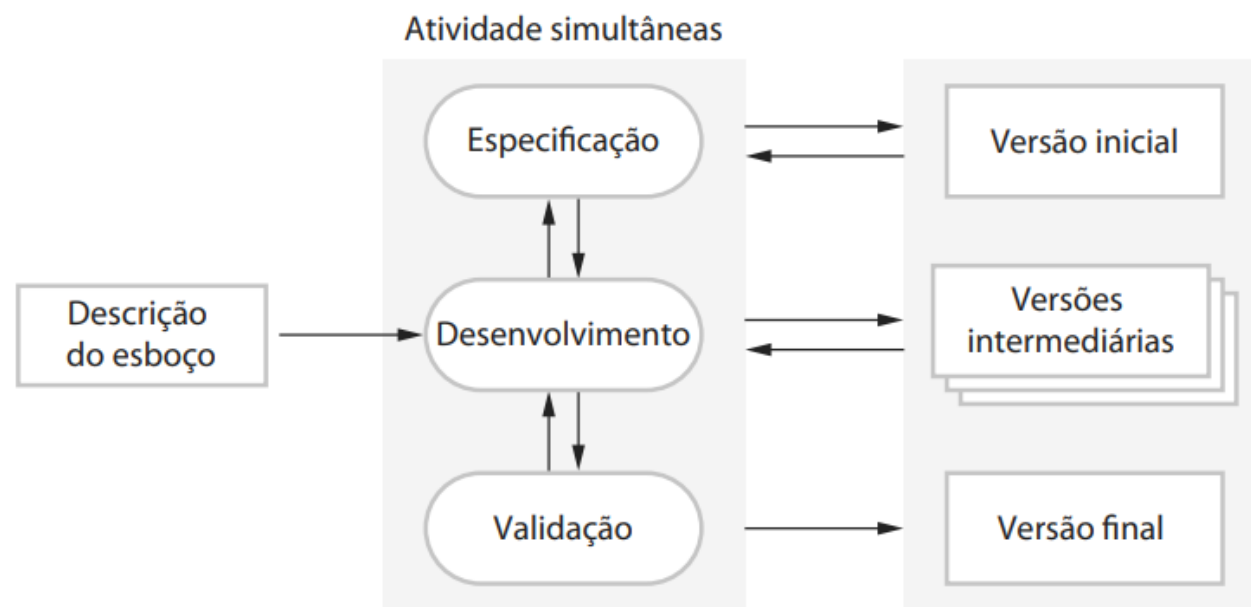 Atividade simultâneas
Especificação
Versão inicial
Descrição
do esboço
Desenvolvimento
Versões
intermediárias
Validação
Versão final